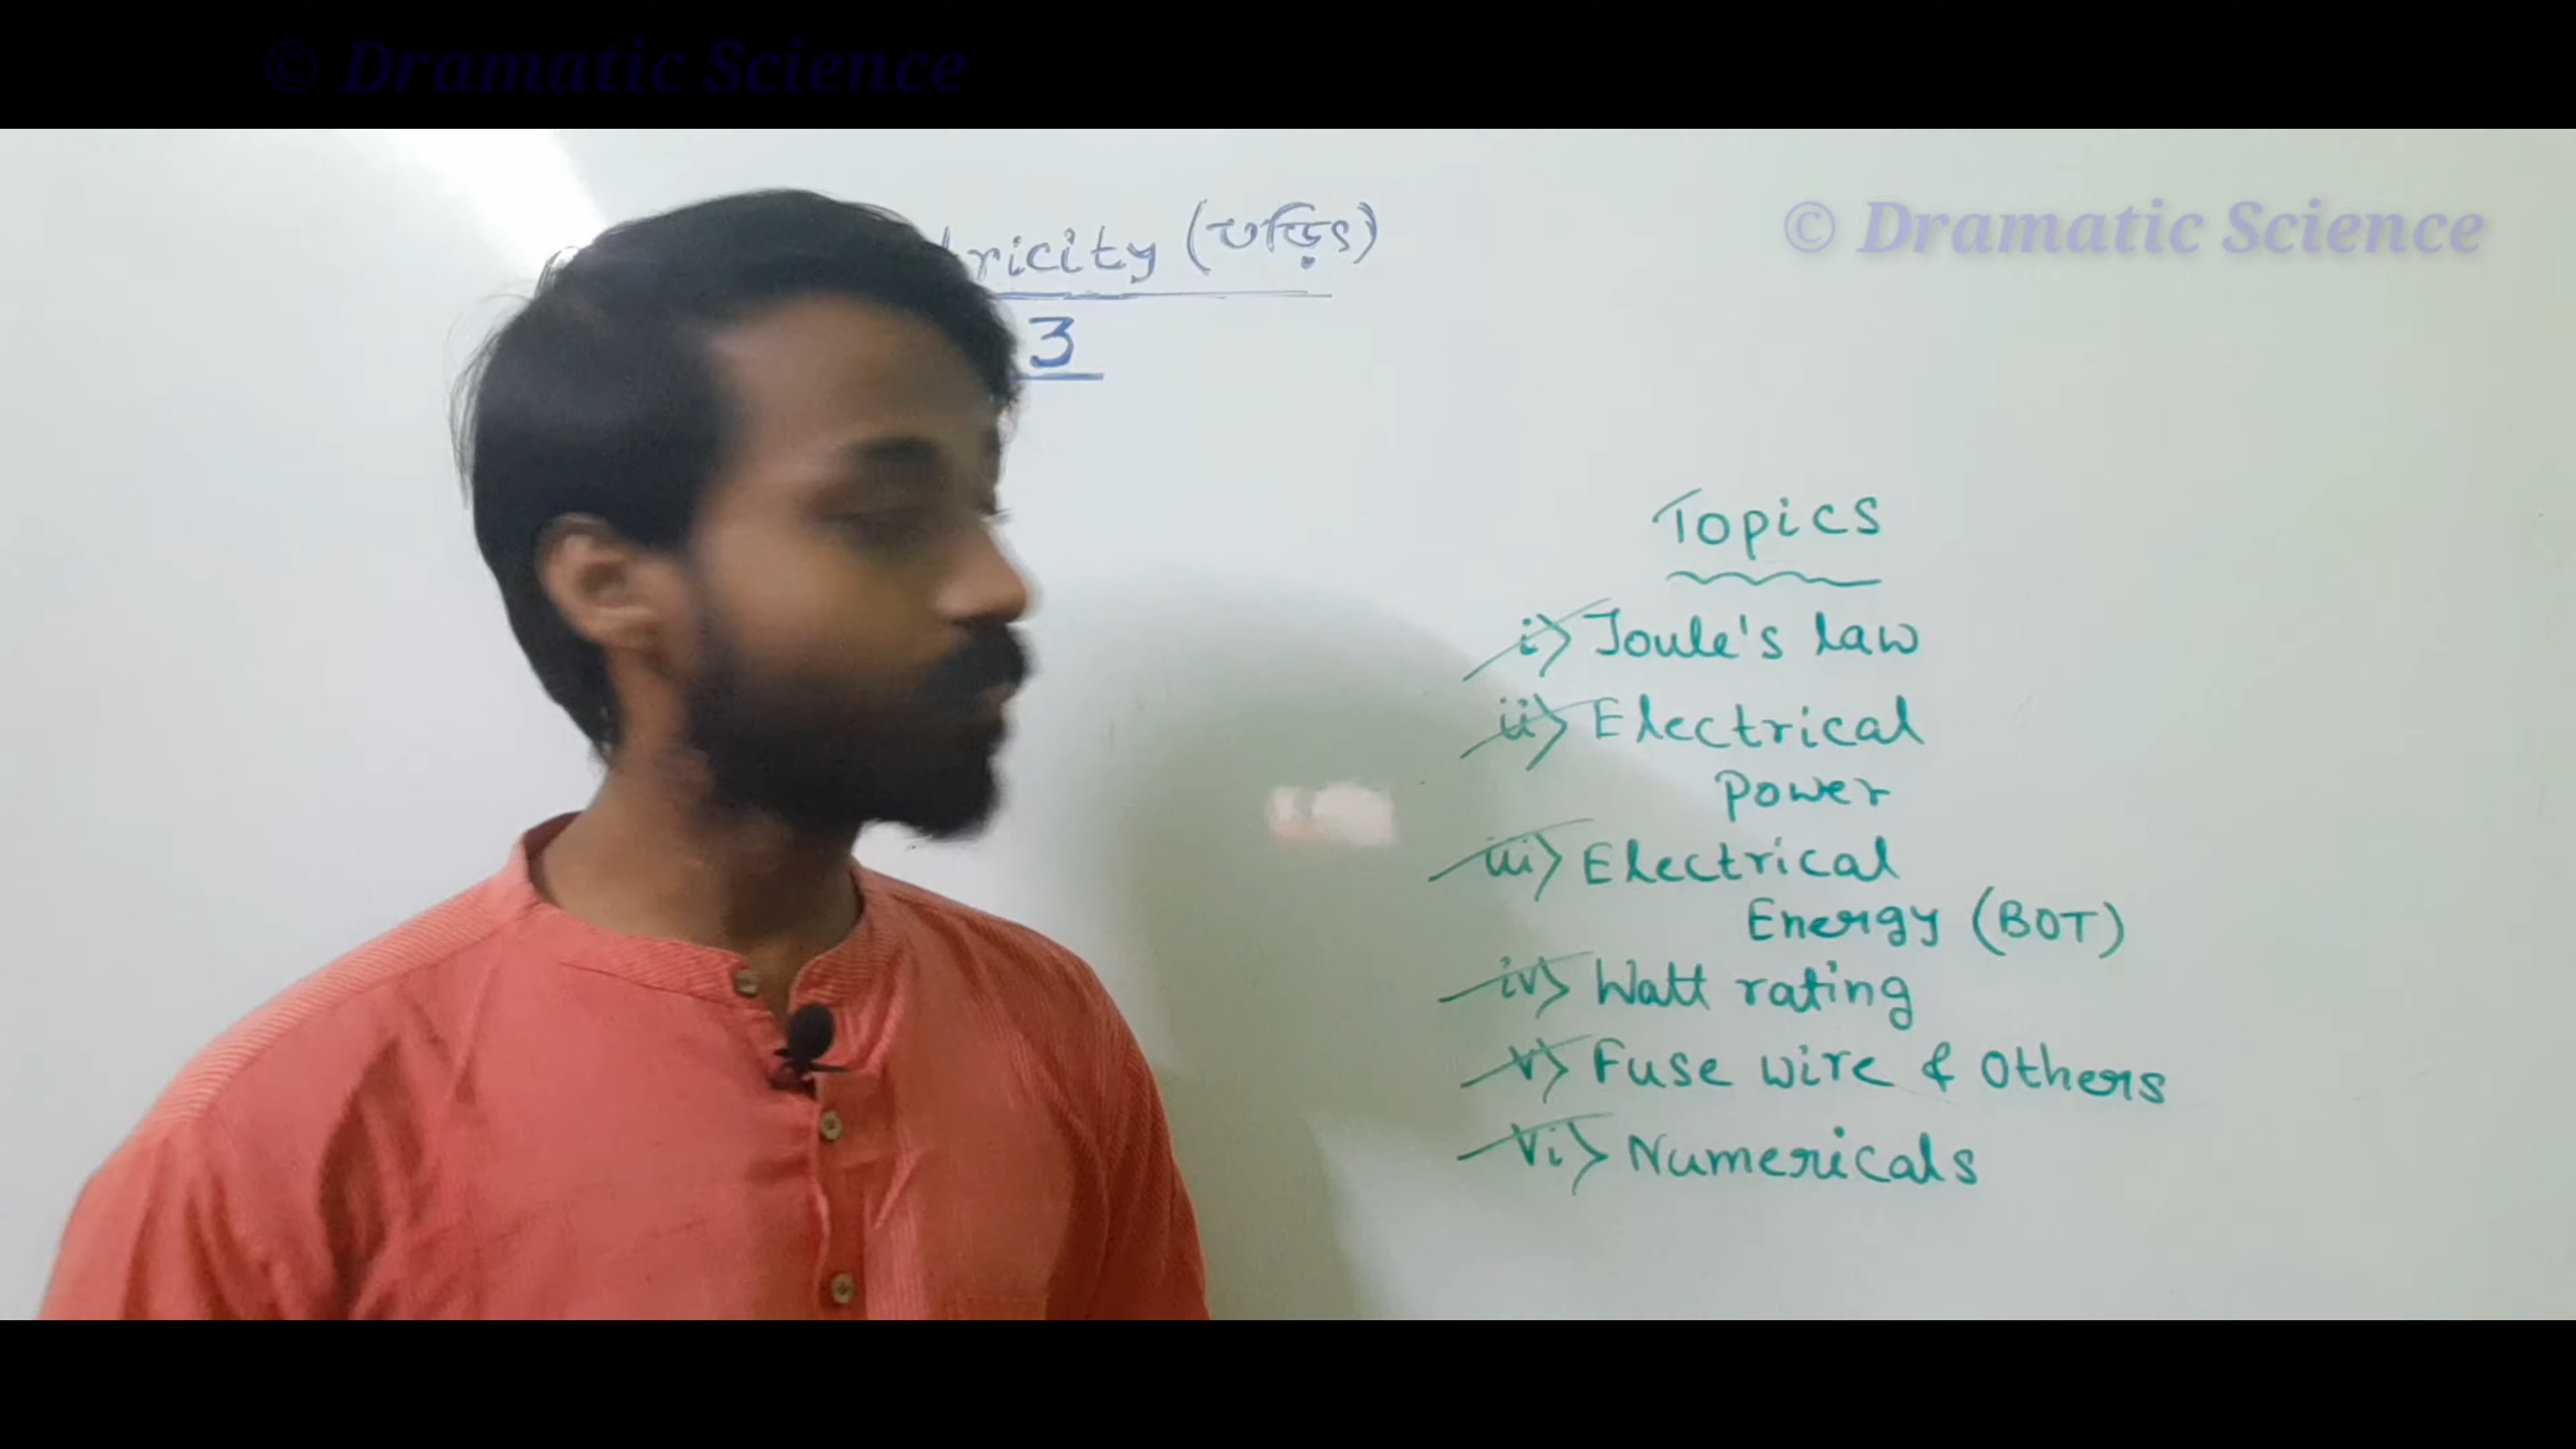 © Dramatic Science
© Dramatic Science
(তড়িৎ)
3
Topics
i) Joule's law
ii) Electrical
Power
iii) Electrical
Energy (BOT)
iv) Watt rating
v) Fuse wire & Others
vi) Numericals